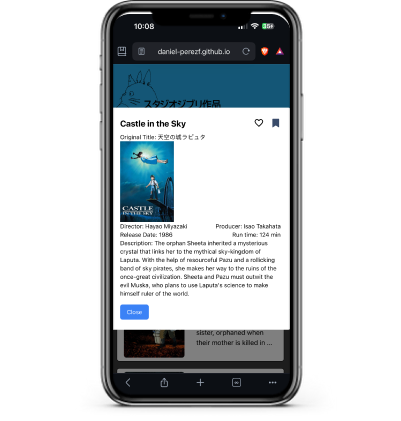 10:08
daniel-perezf.github.io
スタジオジブリ作品
Castle in the Sky
Original Title: 天空の城ラピュタ
CASTLE
IN THE SKY
Director: Hayao Miyazaki Producer: Isao Takahata
Release Date: 1986 Run time: 124 min
Description: The orphan Sheeta inherited a mysterious
crystal that links her to the mythical sky-kingdom of
Laputa. With the help of resourceful Pazu and a rollicking
band of sky pirates, she makes her way to the ruins of the
once-great civilization. Sheeta and Pazu must outwit the
evil Muska, who plans to use Laputa's science to make
himself ruler of the world.
Close
sister, orphaned when
their mother is killed in ...